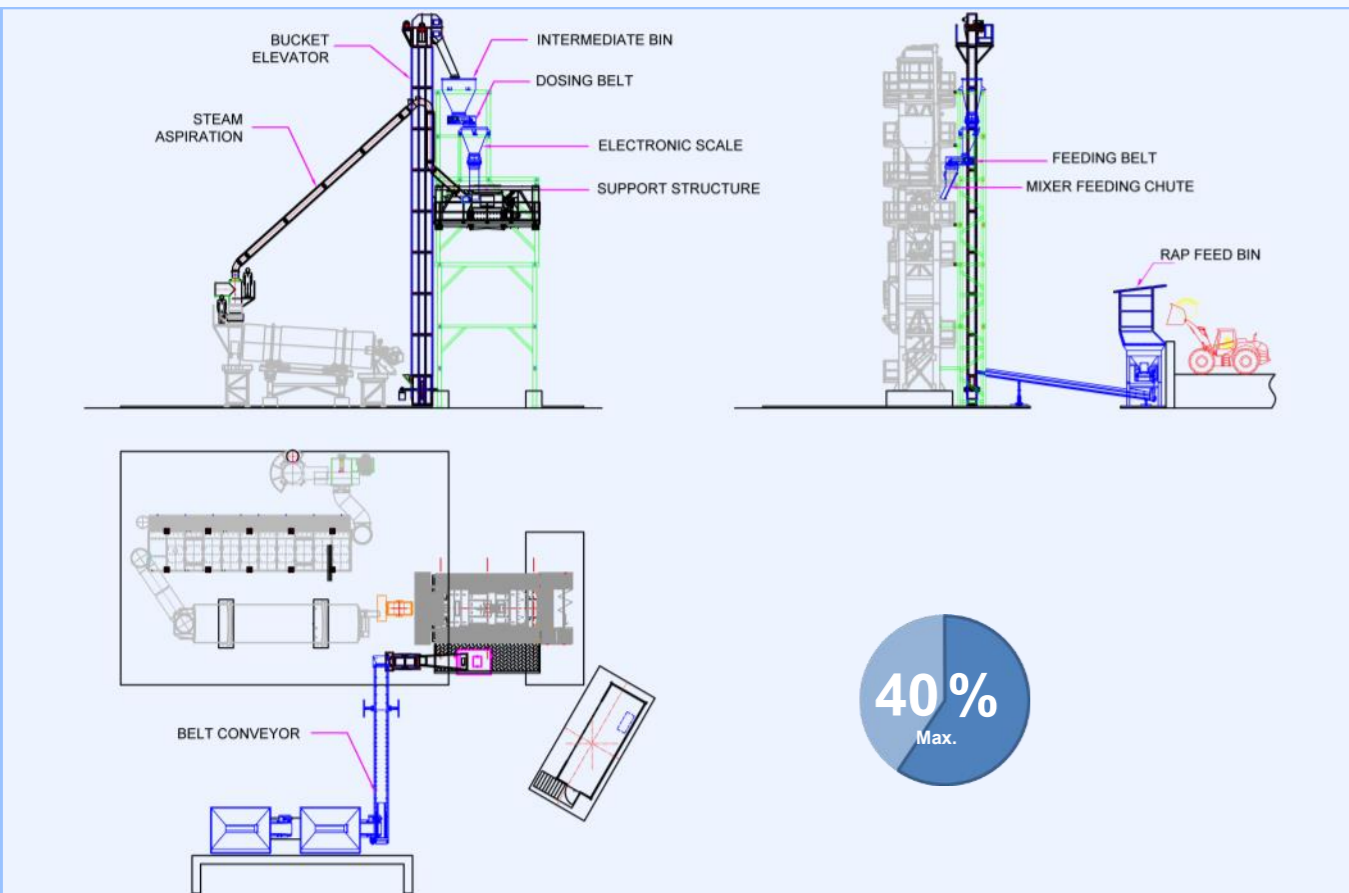 BUCKET
ELEVATOR
INTERMEDIATE BIN
DOSING BELT
STEAM
ASPIRATION
ELECTRONIC SCALE
SUPPORT STRUCTURE
FEEDING BELT
MIXER FEEDING CHUTE
RAP FEED BIN
BELT CONVEYOR
40%
Max.